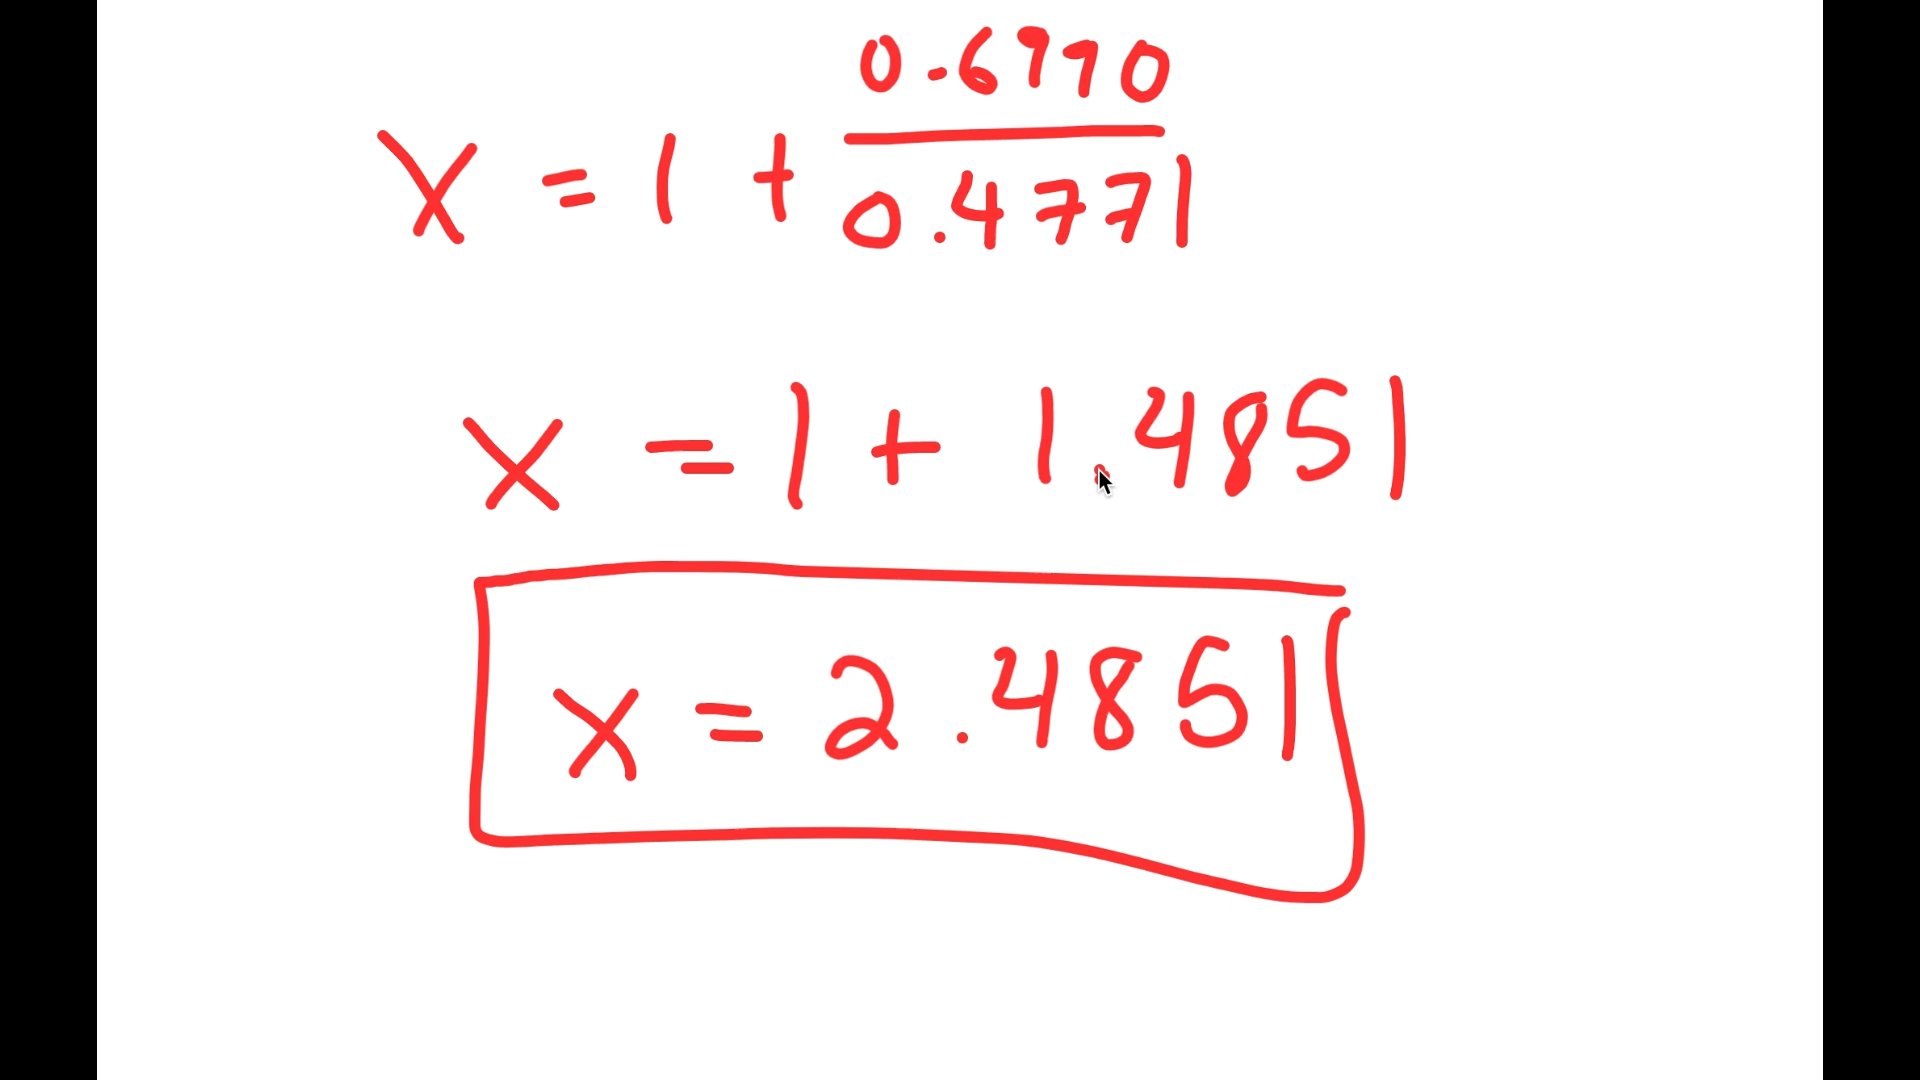 x = 1 + 0.6990/0.4771
x = 1 + 1.4851
x = 2.4851